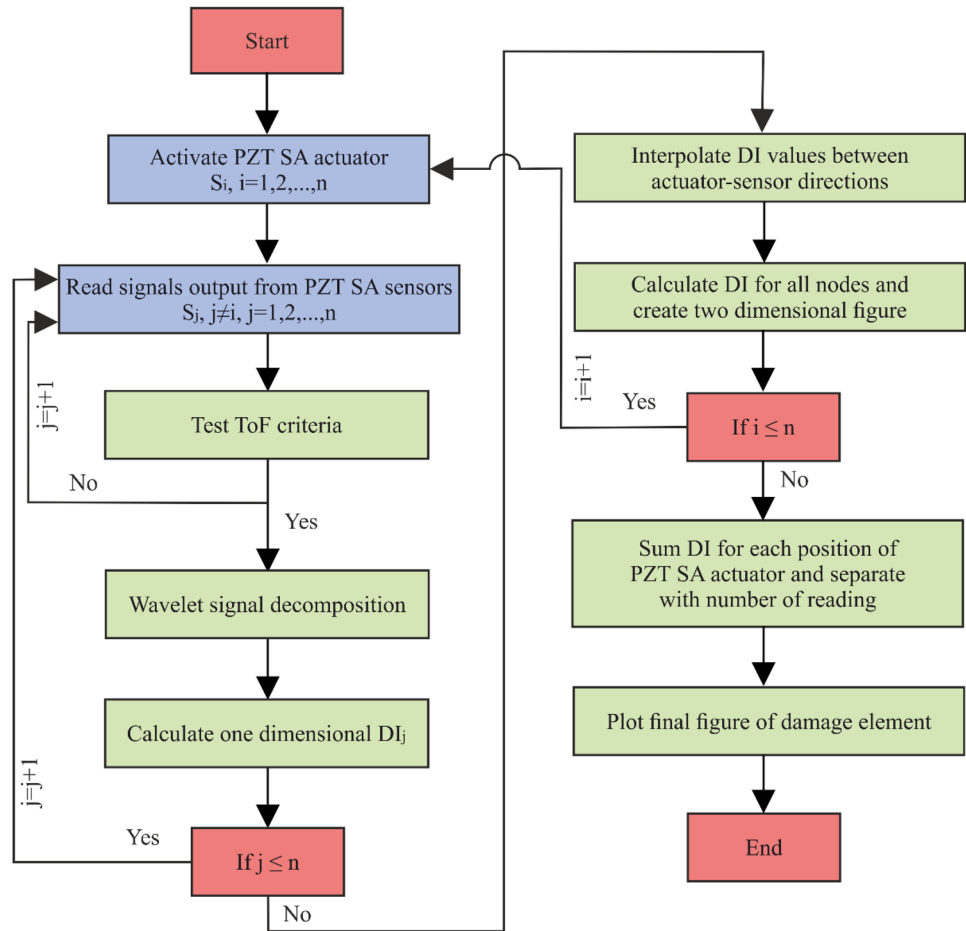 Start
Activate PZT SA actuator
Si, i=1,2,...,n
Read signals output from PZT SA sensors
Sj, j≠i, j=1,2,...,n
j=j+1
Test ToF criteria
No
Yes
Wavelet signal decomposition
Calculate one dimensional DIj
j=j+1
Yes
If j ≤ n
No
Interpolate DI values between
actuator-sensor directions
Calculate DI for all nodes and
create two dimensional figure
i=i+1
Yes
If i ≤ n
No
Sum DI for each position of
PZT SA actuator and separate
with number of reading
Plot final figure of damage element
End